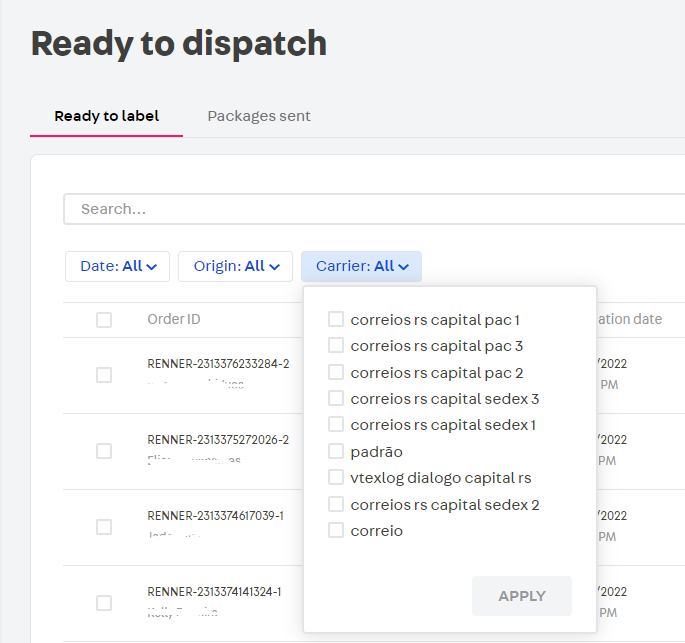 Ready to dispatch
Ready to label Packages sent
Search...
Date: All Origin: All Carrier: All
Order ID ation date
correios rs capital pac 1
correios rs capital pac 3
correios rs capital pac 2
correios rs capital sedex 3
correios rs capital sedex 1
padrão
vtexlog dialogo capital rs
correios rs capital sedex 2
correio
APPLY
RENNER-2313376233284-2 /2022
PM
RENNER-2313375272026-2 /2022
PM
RENNER-2313374617039-1 /2022
PM
RENNER-2313374141324-1 /2022
PM